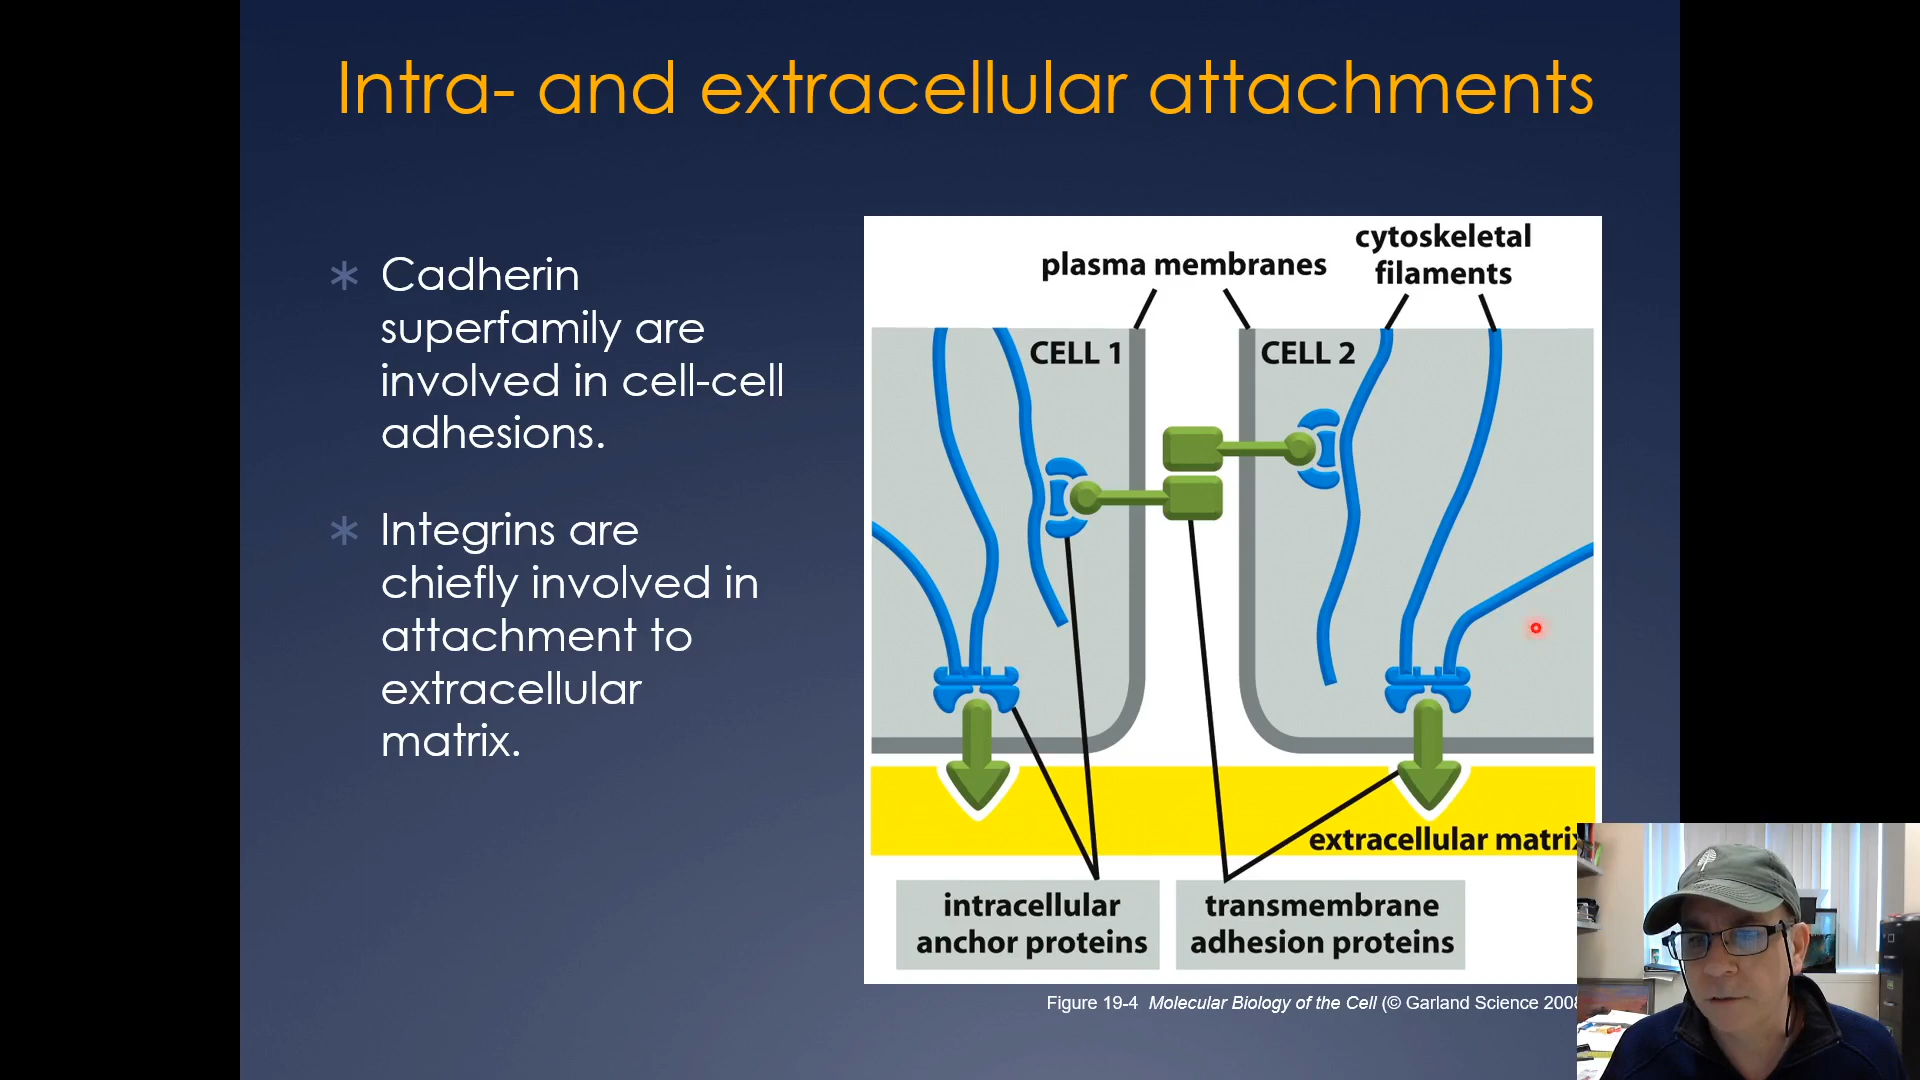 Intra- and extracellular attachments
Cadherin
superfamily are
involved in cell-cell
adhesions.
Integrins are
chiefly involved in
attachment to
extracellular
matrix.
cytoskeletal
filaments
plasma membranes
CELL 1
CELL 2
extracellular matrix
intracellular
anchor proteins
transmembrane
adhesion proteins
Figure 19-4 Molecular Biology of the Cell (© Garland Science 2008